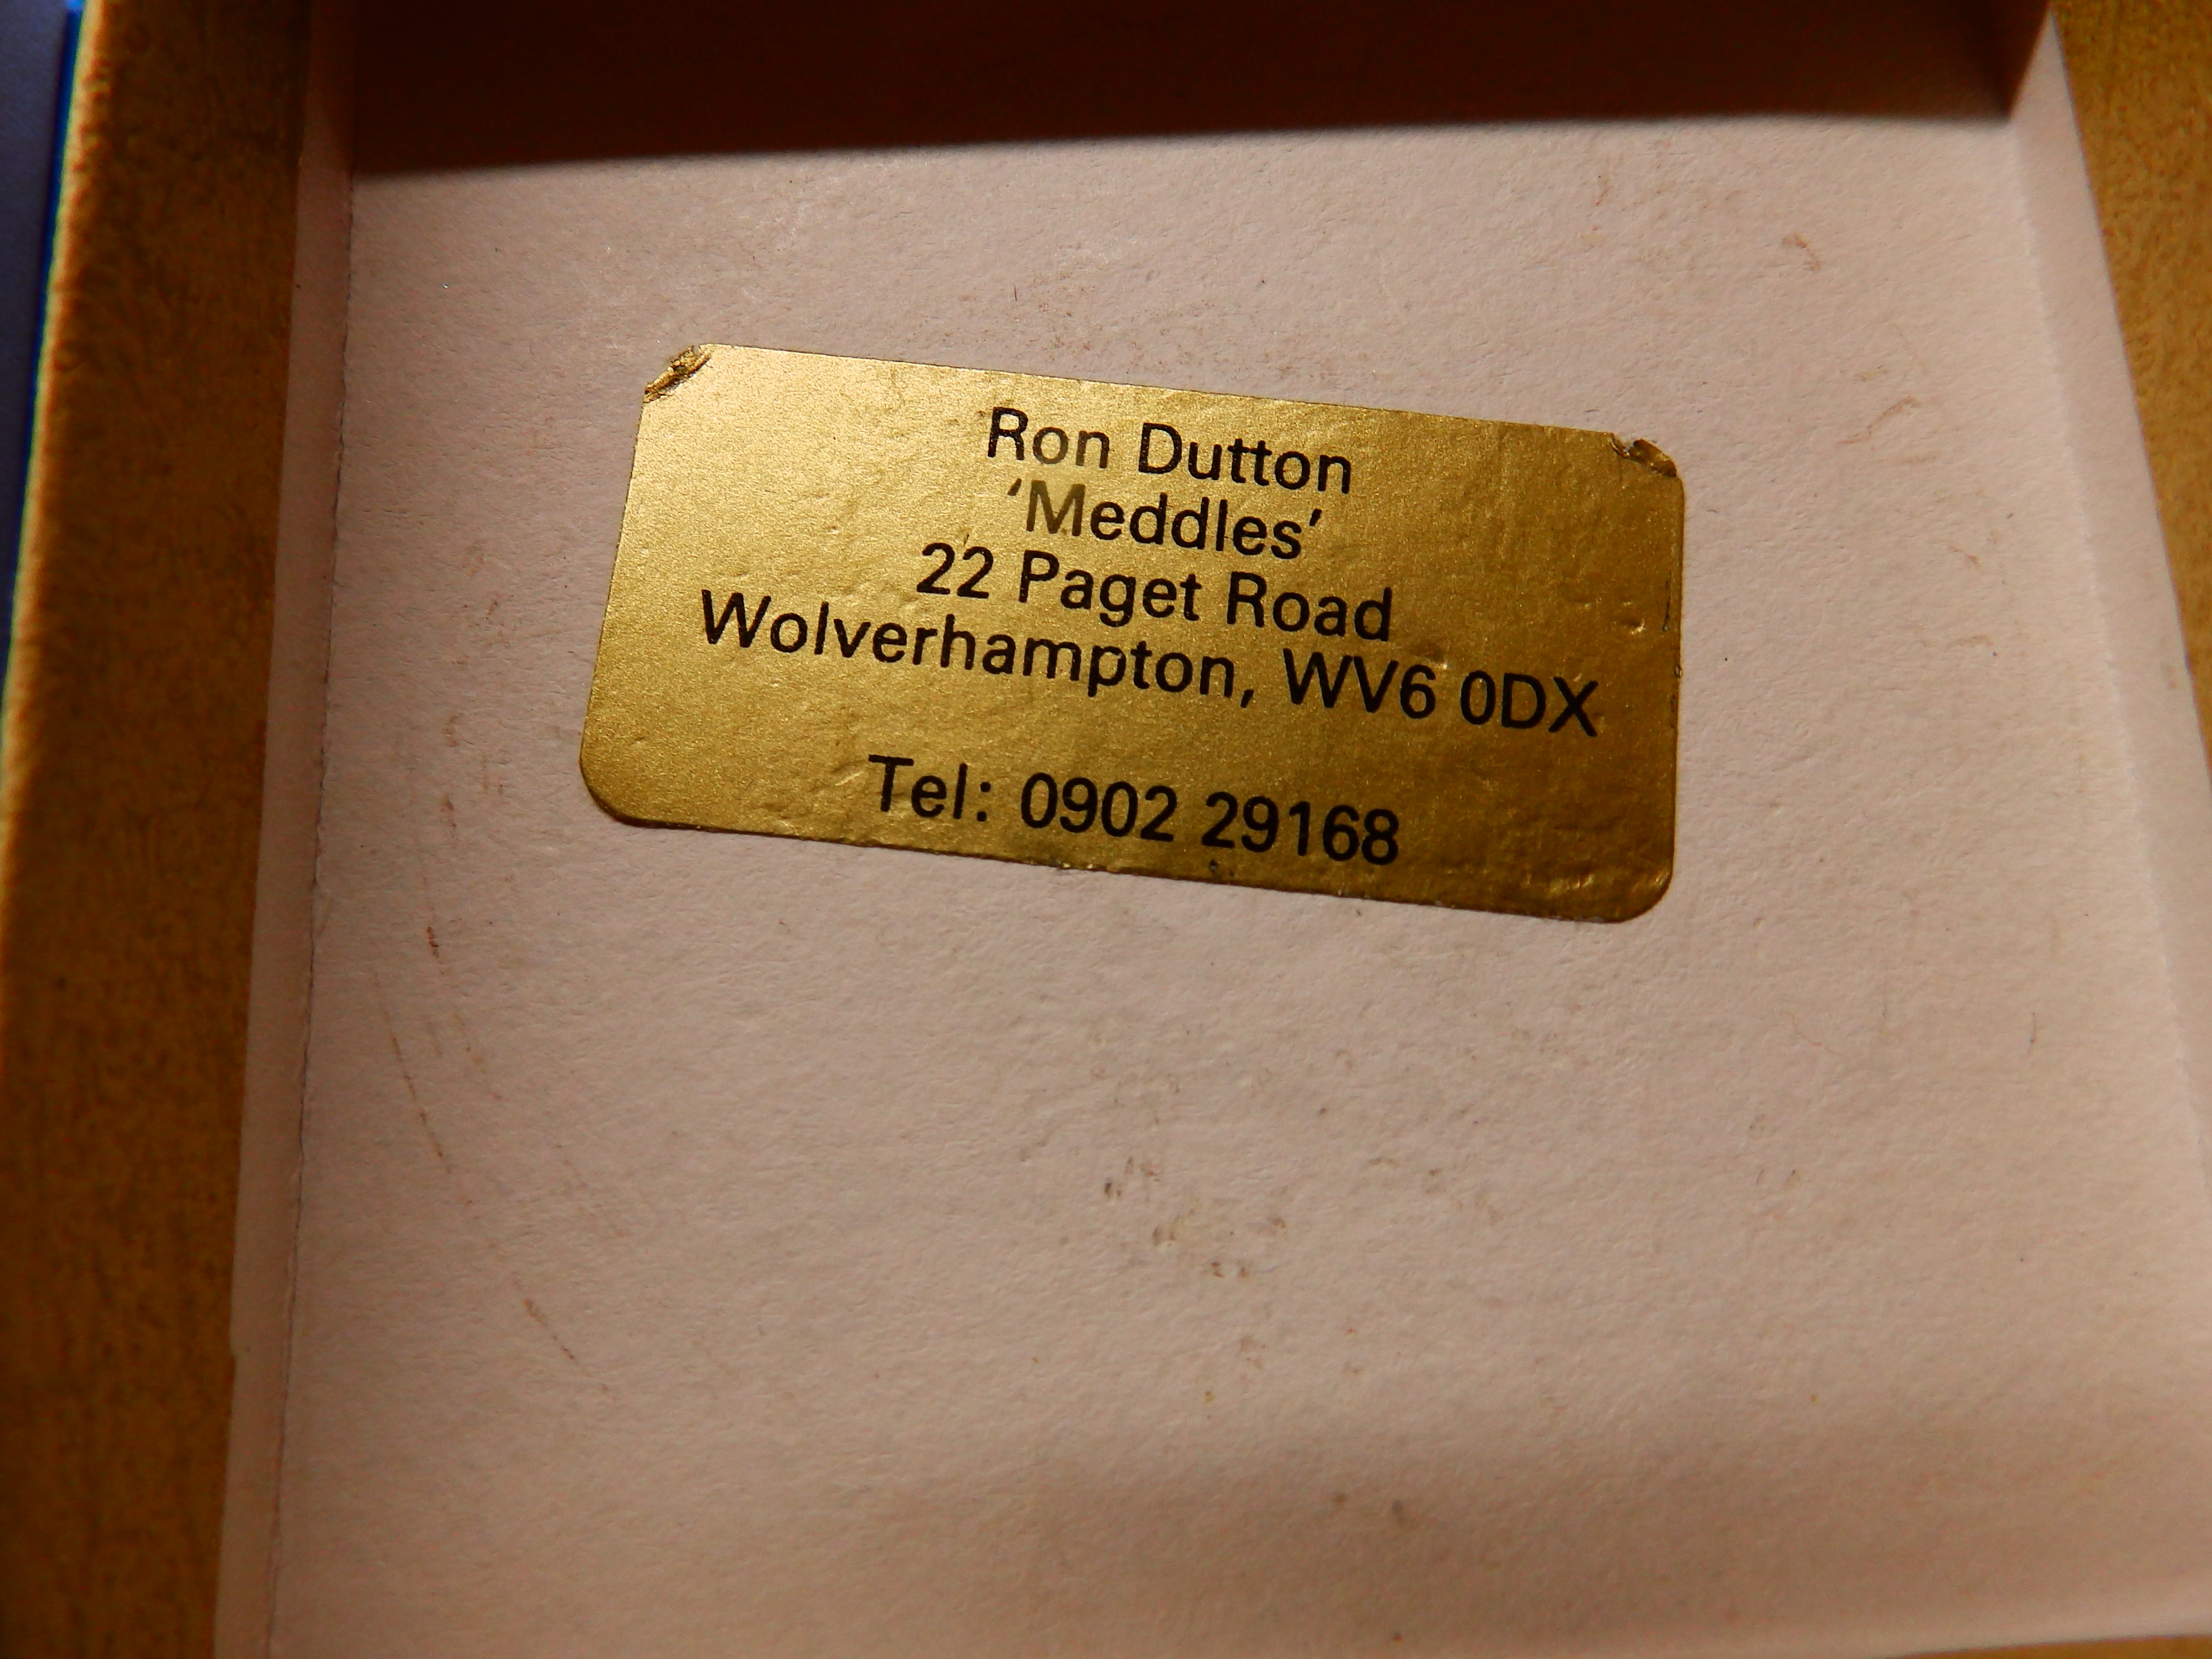 Ron Dutton
‘Meddles’
22 Paget Road
Wolverhampton, WV6 0DX
Tel: 0902 29168